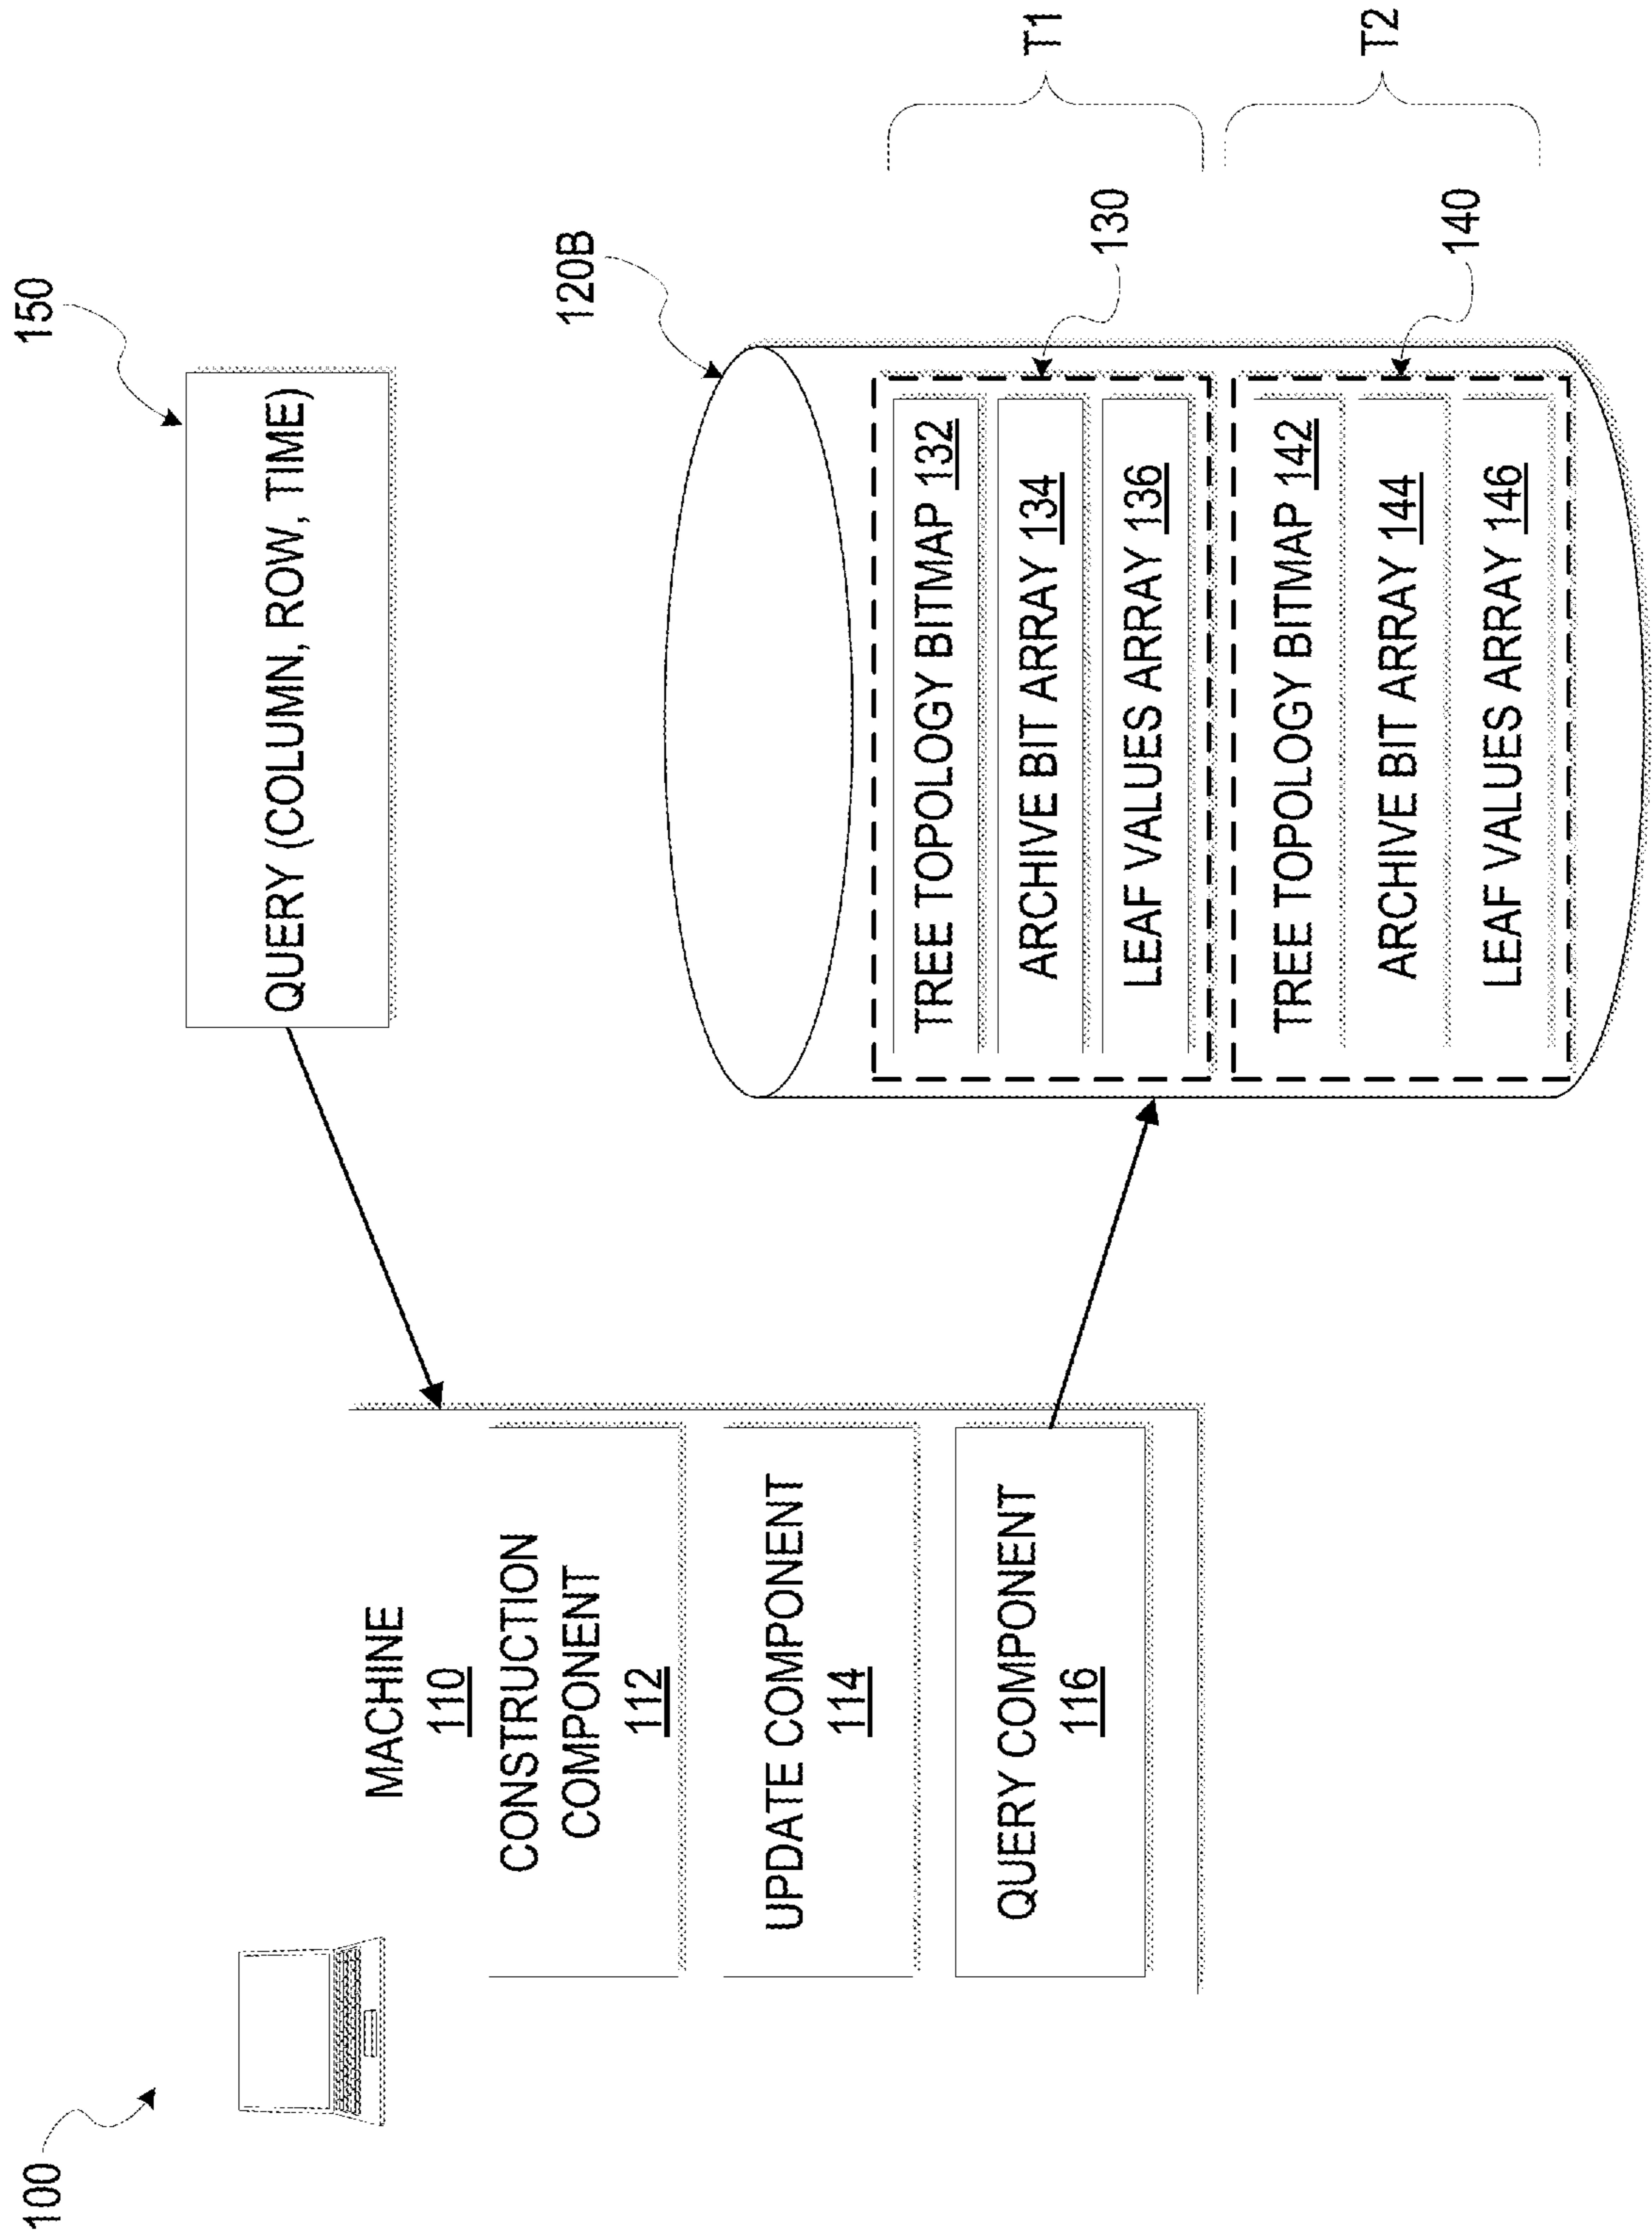 100
150
QUERY (COLUMN, ROW, TIME)
MACHINE
110
CONSTRUCTION
COMPONENT
112
UPDATE COMPONENT
114
QUERY COMPONENT
116
120B
TREE TOPOLOGY BITMAP 132
ARCHIVE BIT ARRAY 134
LEAF VALUES ARRAY 136
130
T1
TREE TOPOLOGY BITMAP 142
ARCHIVE BIT ARRAY 144
LEAF VALUES ARRAY 146
140
T2